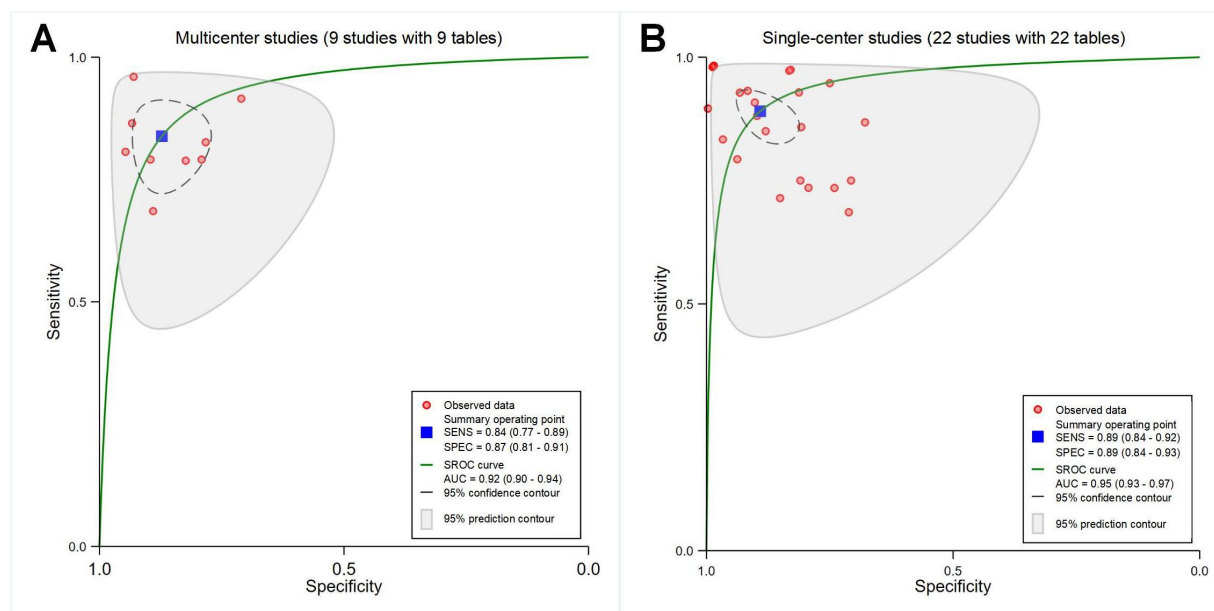 A
Multicenter studies (9 studies with 9 tables)
1.0
0.5
0.0
Sensitivity
1.0
0.5
0.0
Specificity
Observed data
Summary operating point
SENS = 0.84 (0.77 - 0.89)
SPEC = 0.87 (0.81 - 0.91)
SROC curve
AUC = 0.92 (0.90 - 0.94)
95% confidence contour
95% prediction contour
B
Single-center studies (22 studies with 22 tables)
1.0
0.5
0.0
Sensitivity
1.0
0.5
0.0
Specificity
Observed data
Summary operating point
SENS = 0.89 (0.84 - 0.92)
SPEC = 0.89 (0.84 - 0.93)
SROC curve
AUC = 0.95 (0.93 - 0.97)
95% confidence contour
95% prediction contour